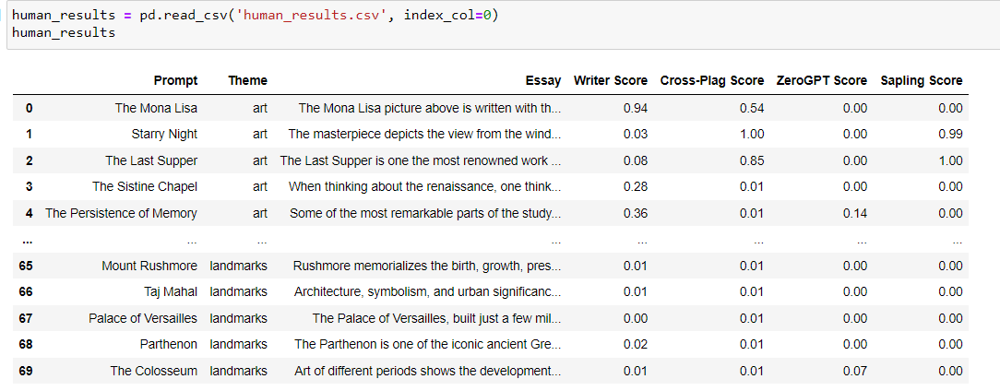 human_results = pd.read_csv('human_results.csv', index_col=0)
human_results
Prompt Theme Essay Writer Score Cross-Plag Score ZeroGPT Score Sapling Score
0 The Mona Lisa art The Mona Lisa picture above is written with th... 0.94 0.54 0.00 0.00
1 Starry Night art The masterpiece depicts the view from the wind... 0.03 1.00 0.00 0.99
2 The Last Supper art The Last Supper is one the most renowned work ... 0.08 0.85 0.00 1.00
3 The Sistine Chapel art When thinking about the renaissance, one think... 0.28 0.01 0.00 0.00
4 The Persistence of Memory art Some of the most remarkable parts of the study... 0.36 0.01 0.14 0.00
... ... ... ... ... ... ... ...
65 Mount Rushmore landmarks Rushmore memorializes the birth, growth, pres... 0.01 0.01 0.00 0.00
66 Taj Mahal landmarks Architecture, symbolism, and urban significanc... 0.01 0.01 0.00 0.00
67 Palace of Versailles landmarks The Palace of Versailles, built just a few mil... 0.00 0.01 0.00 0.00
68 Parthenon landmarks The Parthenon is one of the iconic ancient Gre... 0.02 0.01 0.00 0.00
69 The Colosseum landmarks Art of different periods shows the development... 0.01 0.01 0.07 0.00